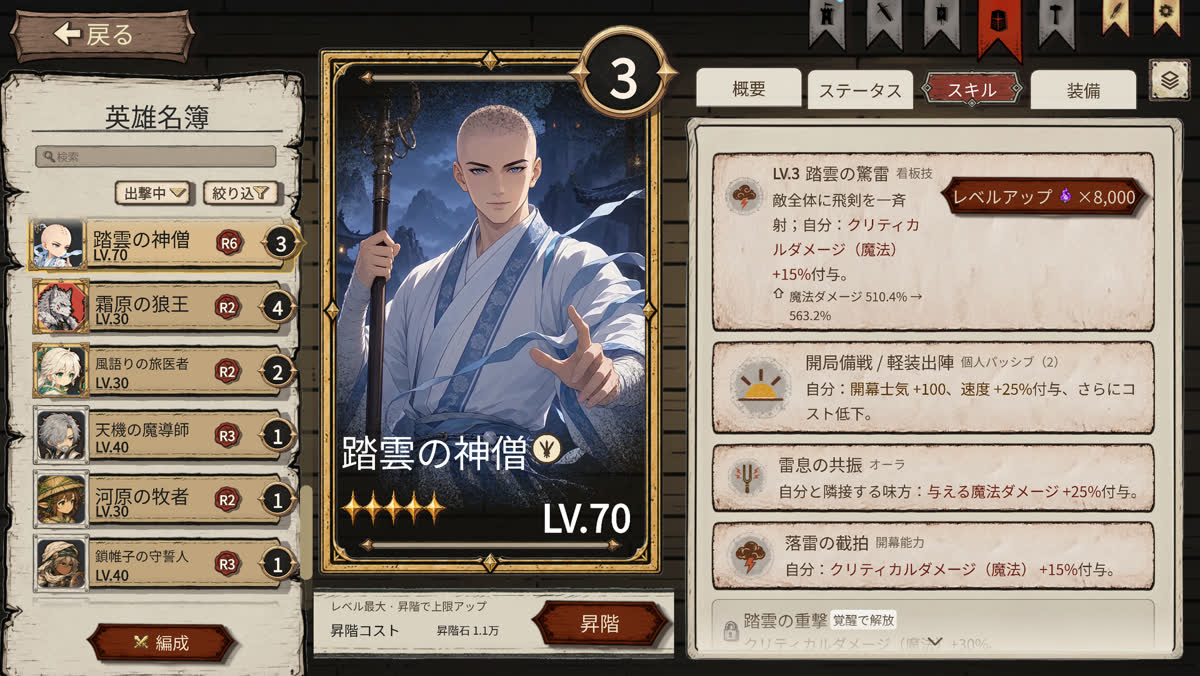 戻る
英雄名簿
検索
出撃中
絞り込
踏雲の神僧
LV.70
R6
3
霜原の狼王
LV.30
R2
4
風語りの旅医者
LV.30
R2
2
天機の魔導師
LV.40
R3
1
河原の牧者
LV.30
R2
1
鎖帷子の守誓人
LV.40
R3
1
編成
3
踏雲の神僧
LV.70
レベル最大・昇階で上限アップ
昇階コスト 昇階石 1.1万
昇階
概要
ステータス
スキル
装備
LV.3 踏雲の驚雷 看板技
敵全体に飛剣を一斉
射；自分：クリティカ
ルダメージ（魔法）
+15%付与。
魔法ダメージ 510.4% →
563.2%
レベルアップ ×8,000
開局備戦 / 軽装出陣 個人パッシブ（2）
自分：開幕士気 +100、速度 +25%付与、さらにコ
スト低下。
雷息の共振 オーラ
自分と隣接する味方：与える魔法ダメージ +25%付与。
落雷の截拍 開幕能力
自分：クリティカルダメージ（魔法） +15%付与。
踏雲の重撃 覚醒で解放
クリティカルダメージ（魔法） +30%.